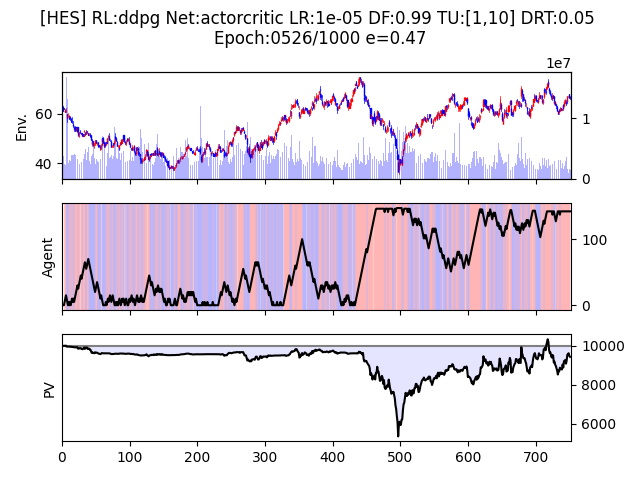 [HES] RL:ddpg Net:actorcritic LR:1e-05 DF:0.99 TU:[1,10] DRT:0.05
Epoch:0526/1000 e=0.47
1e7
Env.
60
40
1
0
Agent
100
0
PV
10000
8000
6000
0
100
200
300
400
500
600
700